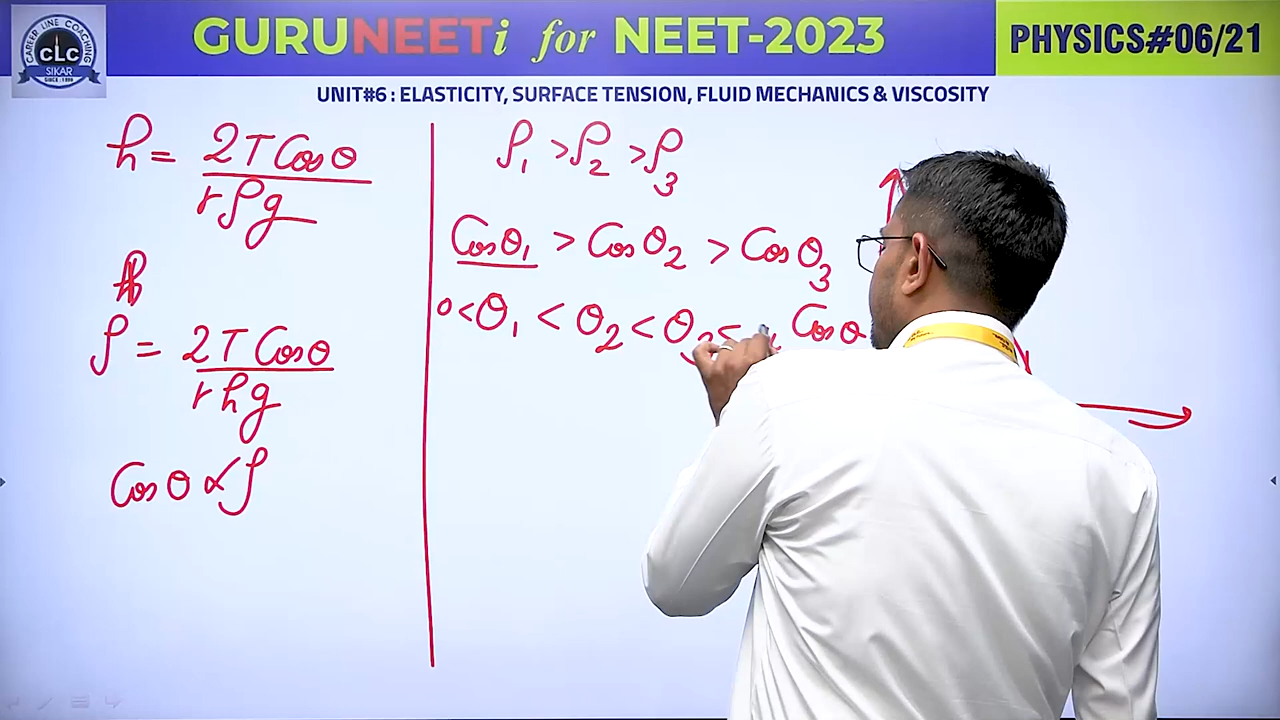 CAREER LINE COACHING
CLC
SIKAR
SINCE : 1996
GURUNEETi for NEET-2023
PHYSICS#06/21
UNIT#6 : ELASTICITY, SURFACE TENSION, FLUID MECHANICS & VISCOSITY
h = 2T Cosθ / rρg
ρ = 2T Cosθ / rhg
Cosθ ∝ ρ
ρ₁ > ρ₂ > ρ₃
Cosθ₁ > Cosθ₂ > Cosθ₃
0 < θ₁ < θ₂ < θ₃ <
Cosθ